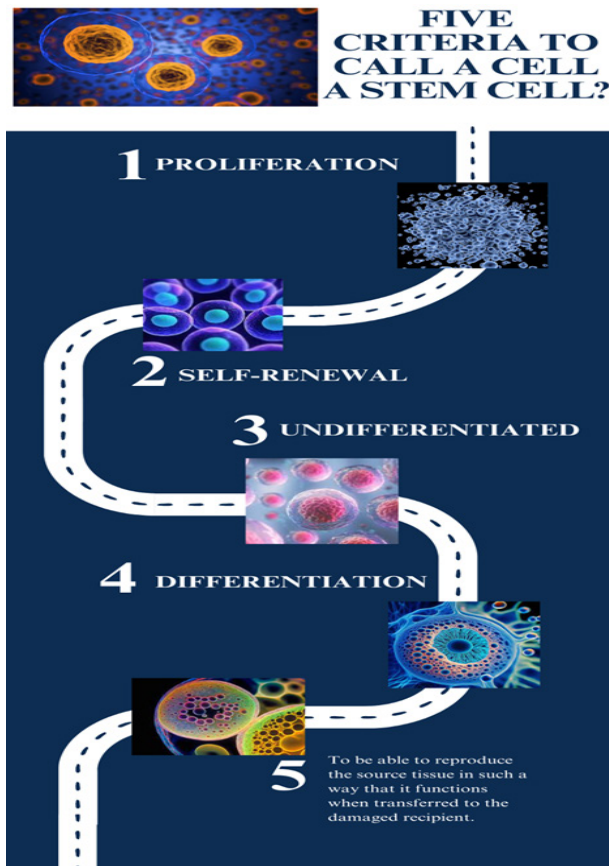 FIVE
CRITERIA TO
CALL A CELL
A STEM CELL?
1 PROLIFERATION
2 SELF-RENEWAL
3 UNDIFFERENTIATED
4 DIFFERENTIATION
5
To be able to reproduce
the source tissue in such a
way that it functions
when transferred to the
damaged recipient.